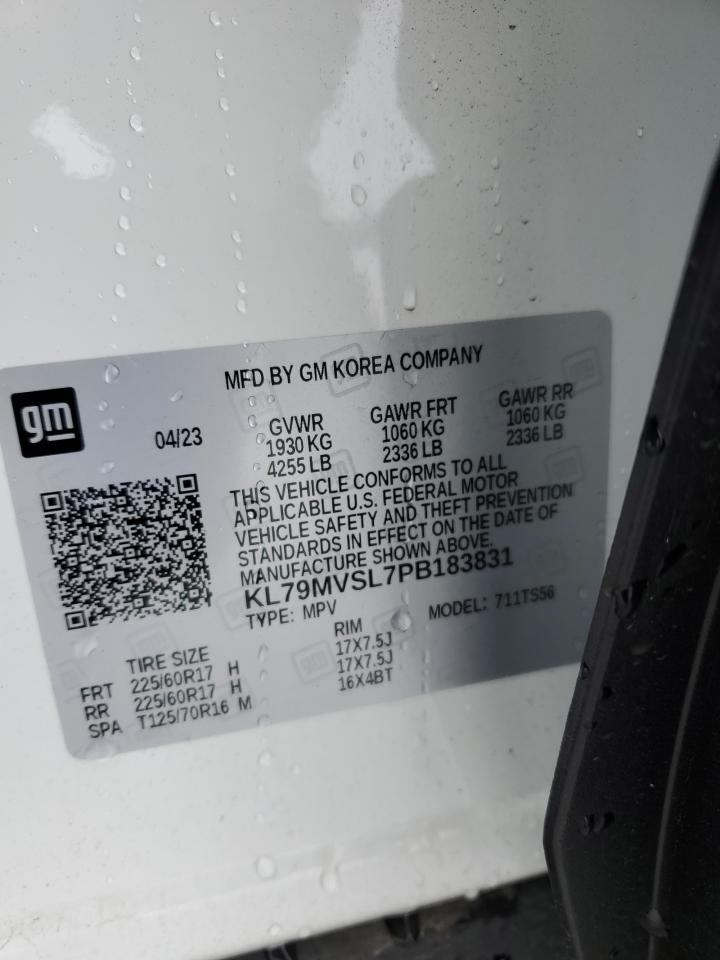 MFD BY GM KOREA COMPANY
gm
04/23
GVWR
1930 KG
4255 LB
GAWR FRT
1060 KG
2336 LB
GAWR RR
1060 KG
2336 LB
THIS VEHICLE CONFORMS TO ALL
APPLICABLE U.S. FEDERAL MOTOR
VEHICLE SAFETY AND THEFT PREVENTION
STANDARDS IN EFFECT ON THE DATE OF
MANUFACTURE SHOWN ABOVE.
KL79MVSL7PB183831
TYPE: MPV MODEL: 711TS56
TIRE SIZE RIM
FRT 225/60R17 H 17X7.5J
RR 225/60R17 H 17X7.5J
SPA T125/70R16 M 16X4BT